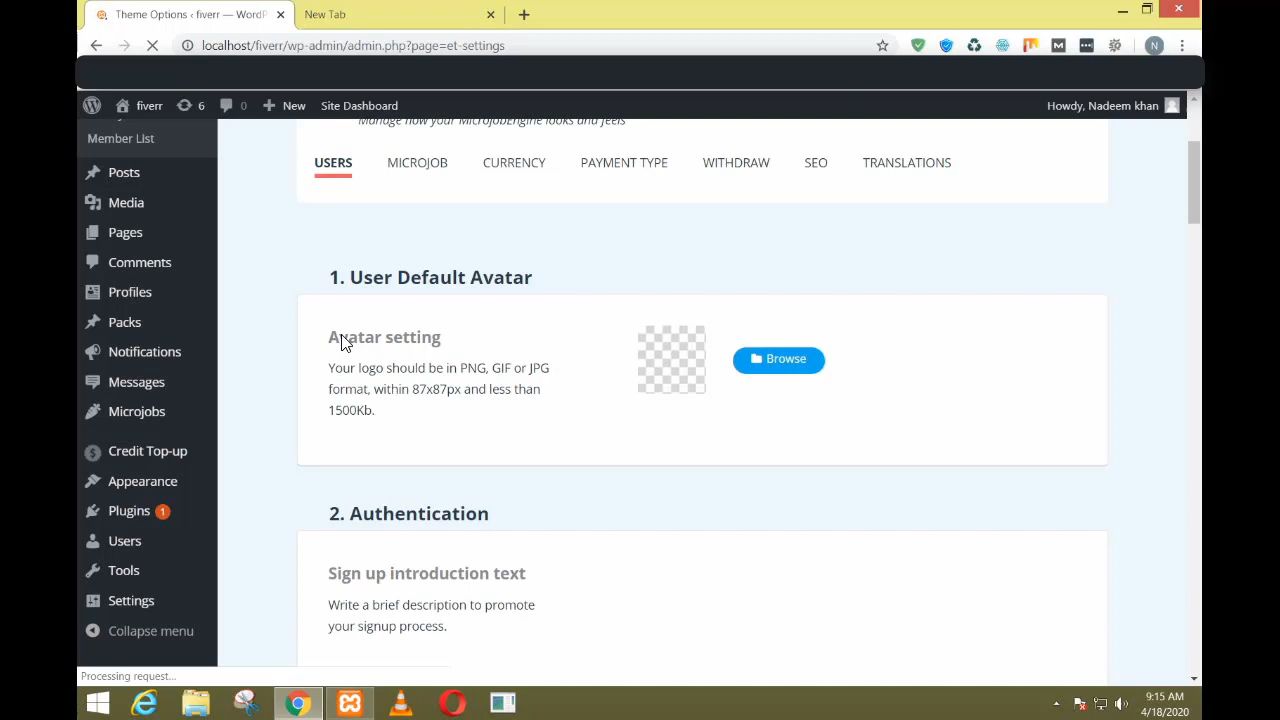 Theme Options ‹ fiverr — WordP
New Tab
localhost/fiverr/wp-admin/admin.php?page=et-settings
N
fiverr 6 0 New Site Dashboard Howdy, Nadeem khan
Manage how your MicroJobEngine looks and feels
Member List
USERS MICROJOB CURRENCY PAYMENT TYPE WITHDRAW SEO TRANSLATIONS
Posts
Media
Pages
Comments
Profiles
Packs
Notifications
Messages
Microjobs
Credit Top-up
Appearance
Plugins 1
Users
Tools
Settings
Collapse menu
1. User Default Avatar
Avatar setting
Your logo should be in PNG, GIF or JPG
format, within 87x87px and less than
1500Kb.
Browse
2. Authentication
Sign up introduction text
Write a brief description to promote
your signup process.
Processing request...
9:15 AM
4/18/2020